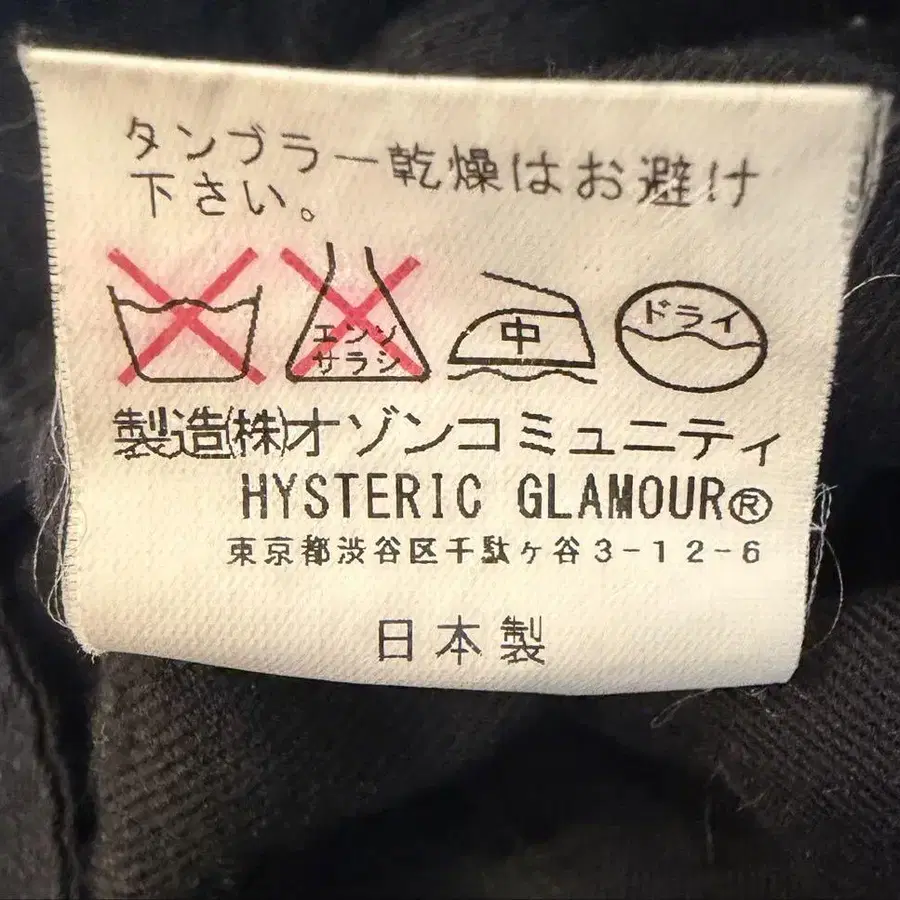 タンブラー乾燥はお避け
下さい。
エンソ
サラシ
中
ドライ
製造(株)オゾンコミュニティ
HYSTERIC GLAMOUR®
東京都渋谷区千駄ヶ谷3-12-6
日本製